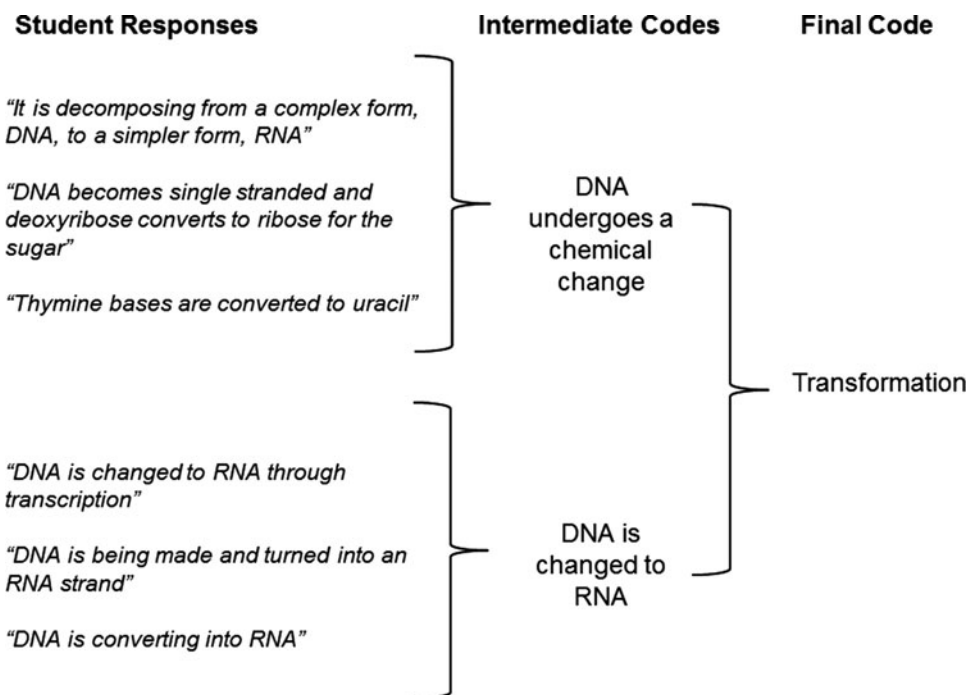 Student Responses
Intermediate Codes
Final Code
“It is decomposing from a complex form,
DNA, to a simpler form, RNA”
“DNA becomes single stranded and
deoxyribose converts to ribose for the
sugar”
“Thymine bases are converted to uracil”
DNA
undergoes a
chemical
change
“DNA is changed to RNA through
transcription”
“DNA is being made and turned into an
RNA strand”
“DNA is converting into RNA”
DNA is
changed to
RNA
Transformation